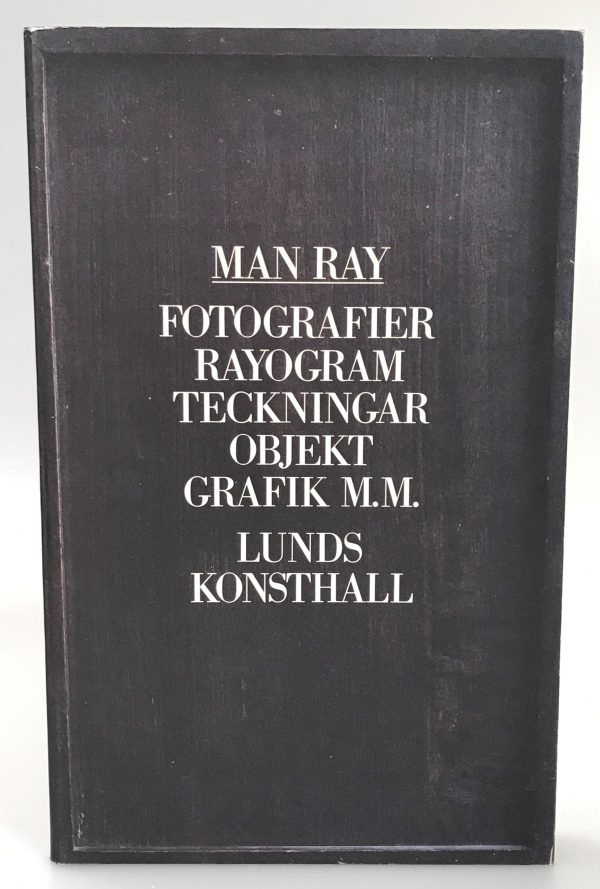 MAN RAY
FOTOGRAFIER
RAYOGRAM
TECKNINGAR
OBJEKT
GRAFIK M.M.
LUNDS
KONSTHALL